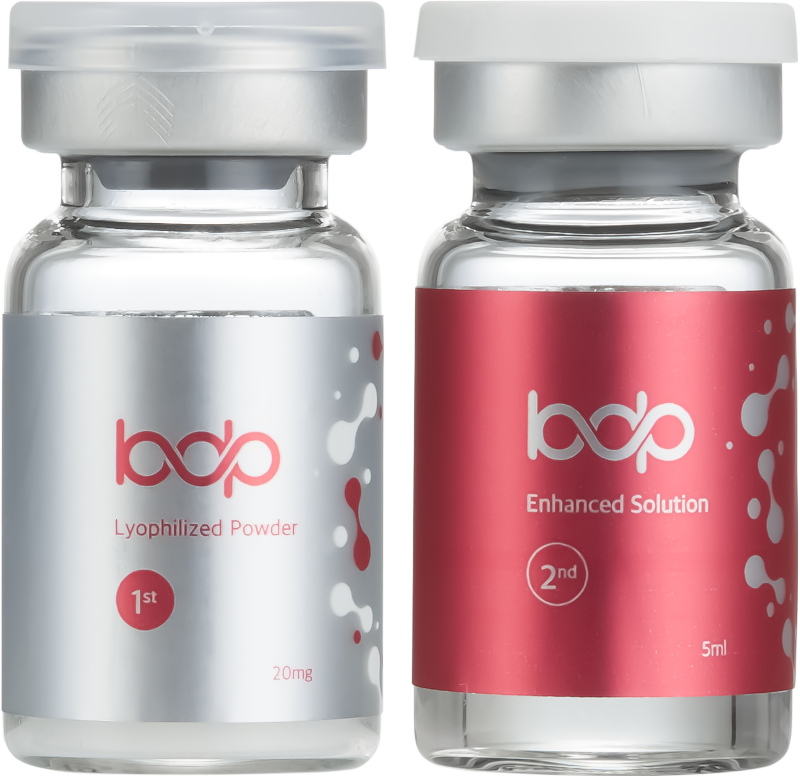 bdp
Lyophilized Powder
1st
20mg
bdp
Enhanced Solution
2nd
5ml